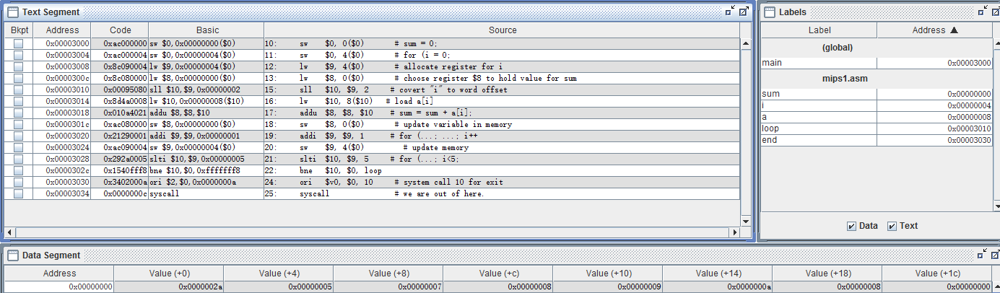 Text Segment
Bkpt Address Code Basic Source
0x00003000 0xac000000 sw $0,0x00000000($0) 10: sw $0, 0($0) # sum = 0;
0x00003004 0xac000004 sw $0,0x00000004($0) 11: sw $0, 4($0) # for (i = 0;
0x00003008 0x8c090004 lw $9,0x00000004($0) 12: lw $9, 4($0) # allocate register for i
0x0000300c 0x8c080000 lw $8,0x00000000($0) 13: lw $8, 0($0) # choose register $8 to hold value for sum
0x00003010 0x00095080 sll $10,$9,0x00000002 15: sll $10, $9, 2 # covert "i" to word offset
0x00003014 0x8d4a0008 lw $10,0x00000008($10) 16: lw $10, 8($10) # load a[i]
0x00003018 0x010a4021 addu $8,$8,$10 17: addu $8, $8, $10 # sum = sum + a[i];
0x0000301c 0xac080000 sw $8,0x00000000($0) 18: sw $8, 0($0) # update variable in memory
0x00003020 0x21290001 addi $9,$9,0x00000001 19: addi $9, $9, 1 # for (...; ...; i++
0x00003024 0xac090004 sw $9,0x00000004($0) 20: sw $9, 4($0) # update memory
0x00003028 0x292a0005 slti $10,$9,0x00000005 21: slti $10, $9, 5 # for (...; i<5;
0x0000302c 0x1540fff8 bne $10,$0,0xfffffff8 22: bne $10, $0, loop
0x00003030 0x3402000a ori $2,$0,0x0000000a 24: ori $v0, $0, 10 # system call 10 for exit
0x00003034 0x0000000c syscall 25: syscall # we are out of here.
Labels
Label Address ▲
(global)
main 0x00003000
mips1.asm
sum 0x00000000
i 0x00000004
a 0x00000008
loop 0x00003010
end 0x00003030
Data Text
Data Segment
Address Value (+0) Value (+4) Value (+8) Value (+c) Value (+10) Value (+14) Value (+18) Value (+1c)
0x00000000 0x0000002a 0x00000005 0x00000007 0x00000008 0x00000009 0x0000000a 0x00000008 0x00000000